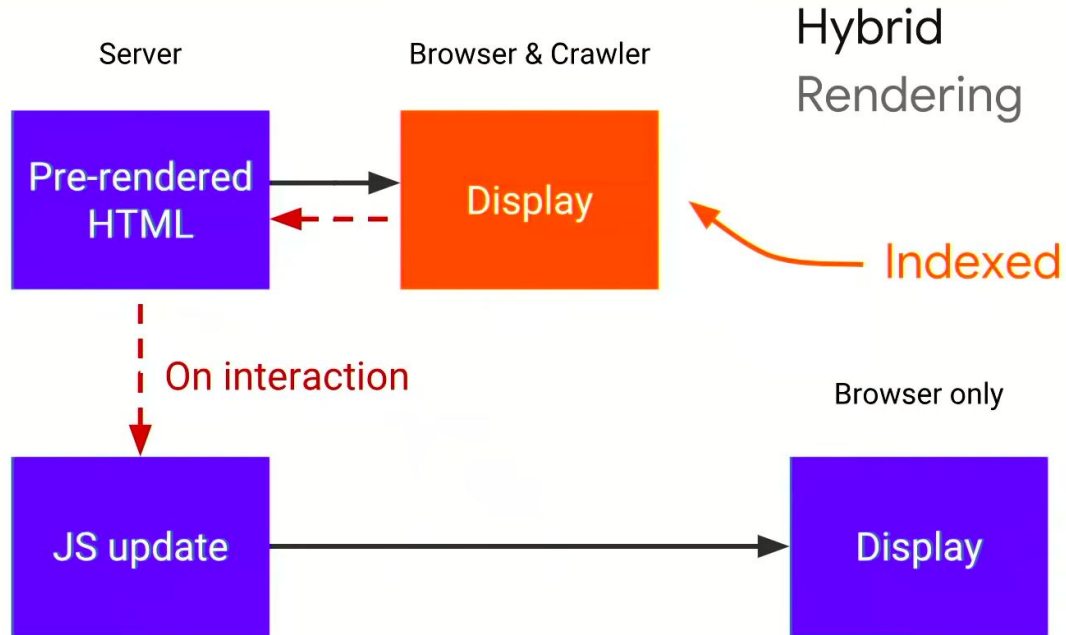 Hybrid
Rendering
Server
Browser & Crawler
Pre-rendered
HTML
Display
Indexed
On interaction
Browser only
JS update
Display